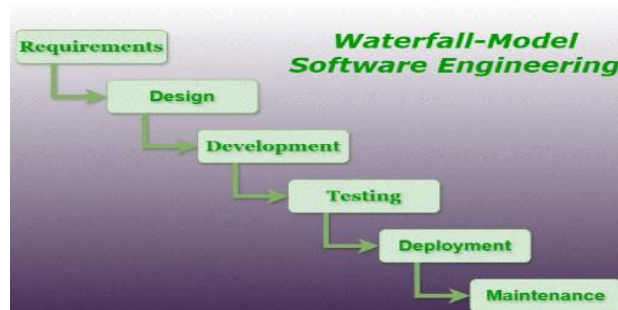 Requirements
Waterfall-Model
Software Engineering
Design
Development
Testing
Deployment
Maintenance